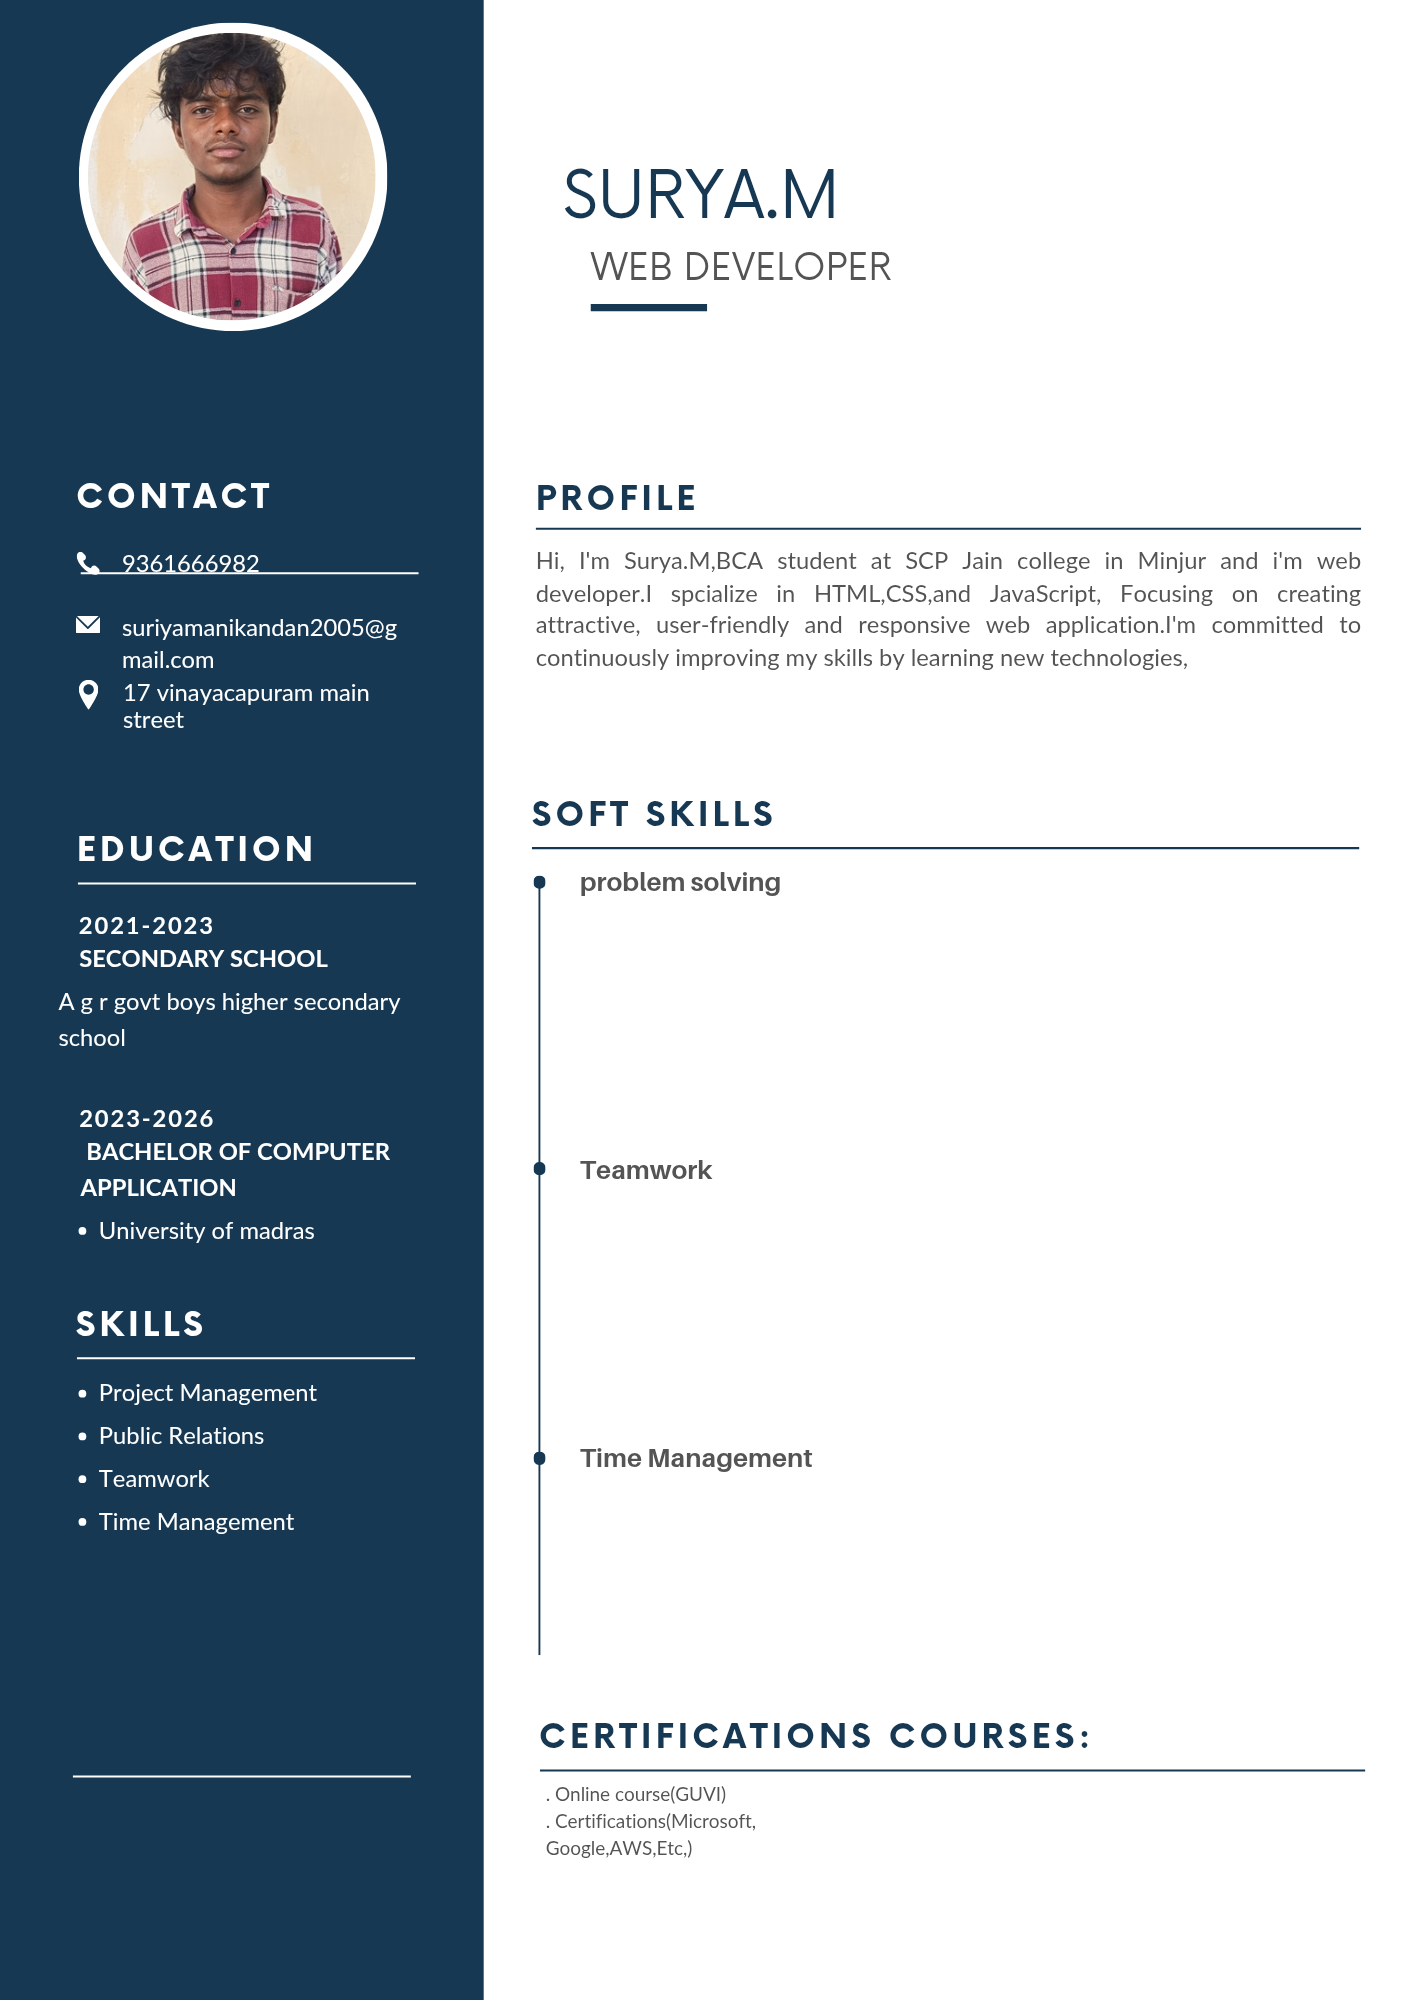 SURYA.M
WEB DEVELOPER
CONTACT
9361666982
suriyamanikandan2005@g
mail.com
17 vinayacapuram main
street
EDUCATION
2021-2023
SECONDARY SCHOOL
A g r govt boys higher secondary
school
2023-2026
BACHELOR OF COMPUTER
APPLICATION
• University of madras
SKILLS
• Project Management
• Public Relations
• Teamwork
• Time Management
PROFILE
Hi, I'm Surya.M,BCA student at SCP Jain college in Minjur and i'm web
developer.I spcialize in HTML,CSS,and JavaScript, Focusing on creating
attractive, user-friendly and responsive web application.I'm committed to
continuously improving my skills by learning new technologies,
SOFT SKILLS
problem solving
Teamwork
Time Management
CERTIFICATIONS COURSES:
. Online course(GUVI)
. Certifications(Microsoft,
Google,AWS,Etc,)